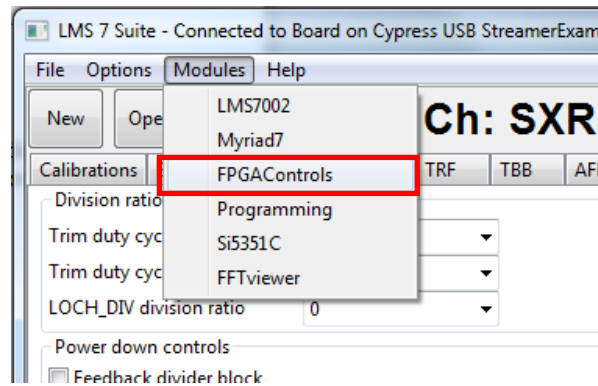 LMS 7 Suite - Connected to Board on Cypress USB StreamerExam
File Options Modules Help
New Ope Ch: SXR
LMS7002
Myriad7
FPGAControls
Programming
Si5351C
FFTviewer
Calibrations TRF TBB AF
Division ratio
Trim duty cyc
Trim duty cyc
LOCH_DIV division ratio 0
Power down controls
Feedback divider block